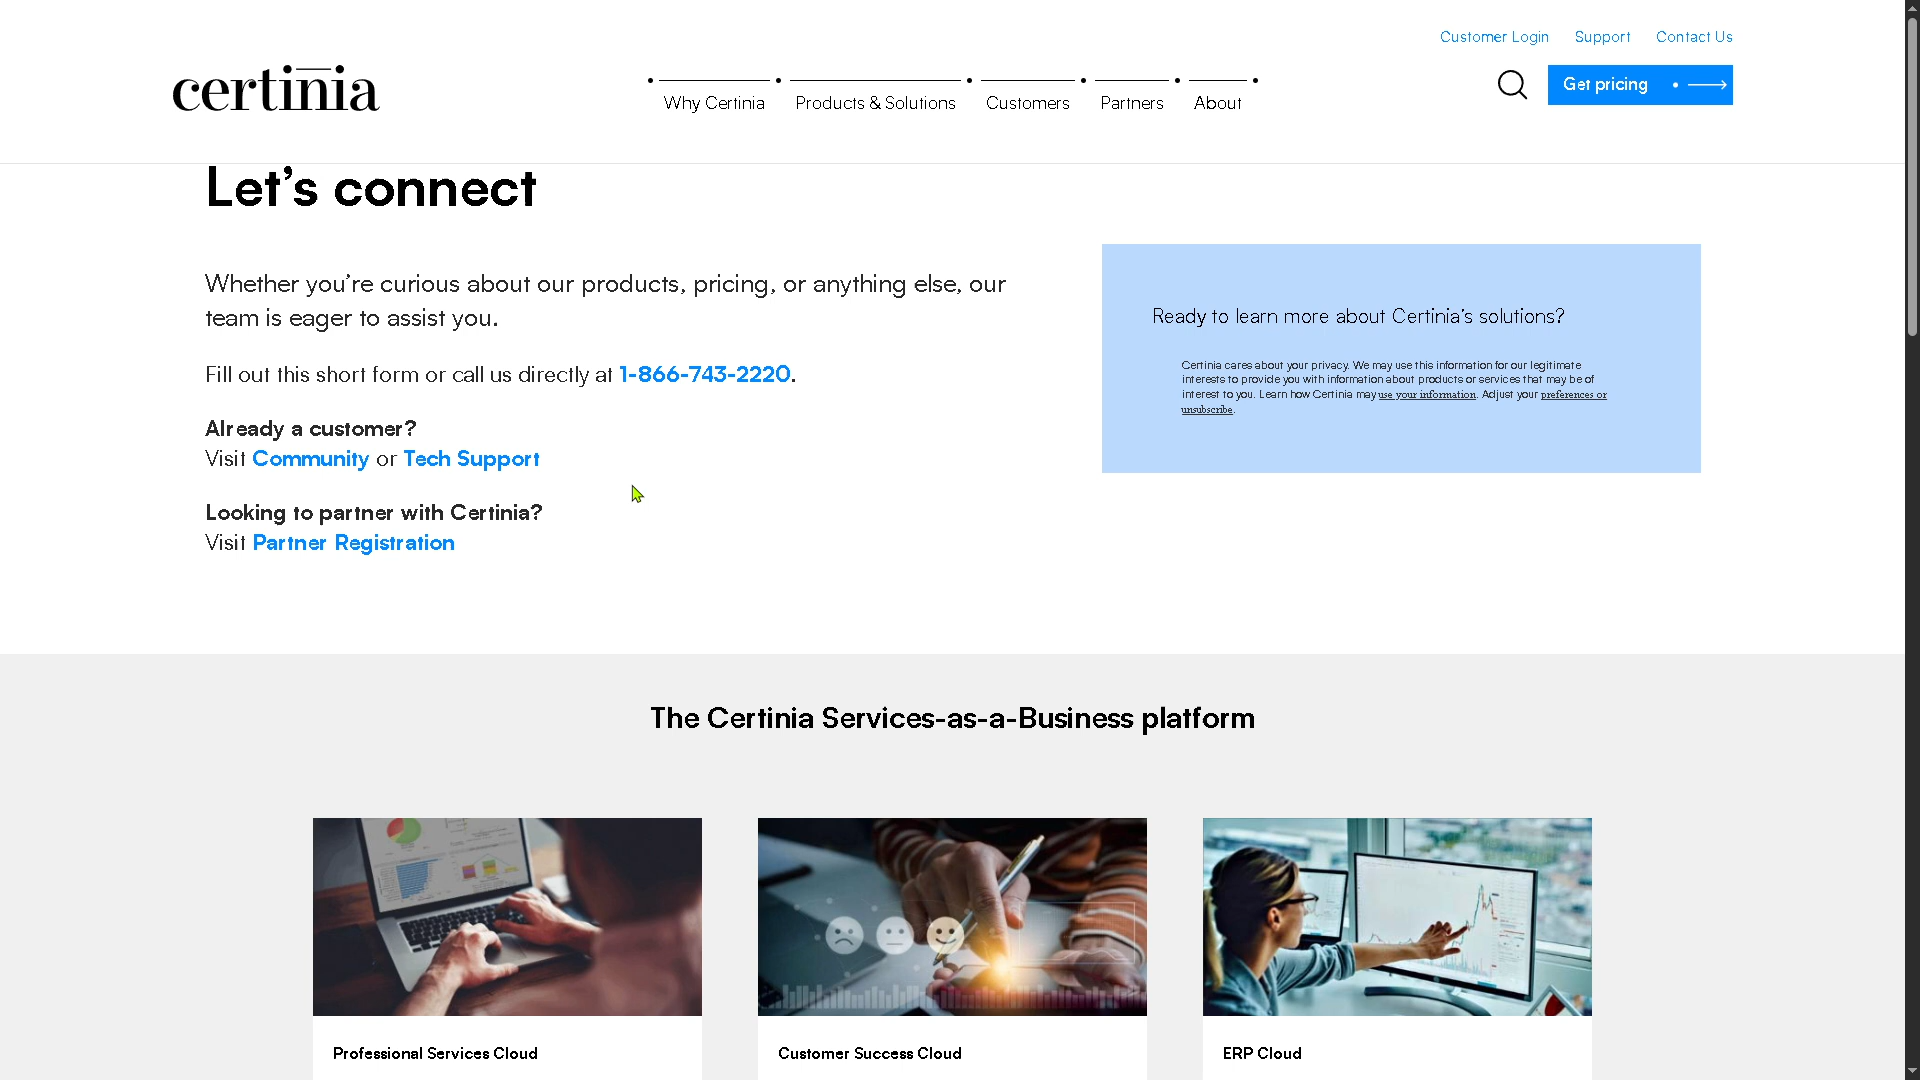 Customer Login Support Contact Us
certinia
Why Certinia Products & Solutions Customers Partners About
Get pricing
Let’s connect
Whether you’re curious about our products, pricing, or anything else, our
team is eager to assist you.
Fill out this short form or call us directly at 1-866-743-2220.
Already a customer?
Visit Community or Tech Support
Looking to partner with Certinia?
Visit Partner Registration
Ready to learn more about Certinia’s solutions?
Certinia cares about your privacy. We may use this information for our legitimate
interests to provide you with information about products or services that may be of
interest to you. Learn how Certinia may use your information. Adjust your preferences or
unsubscribe.
The Certinia Services-as-a-Business platform
Professional Services Cloud
Customer Success Cloud
ERP Cloud